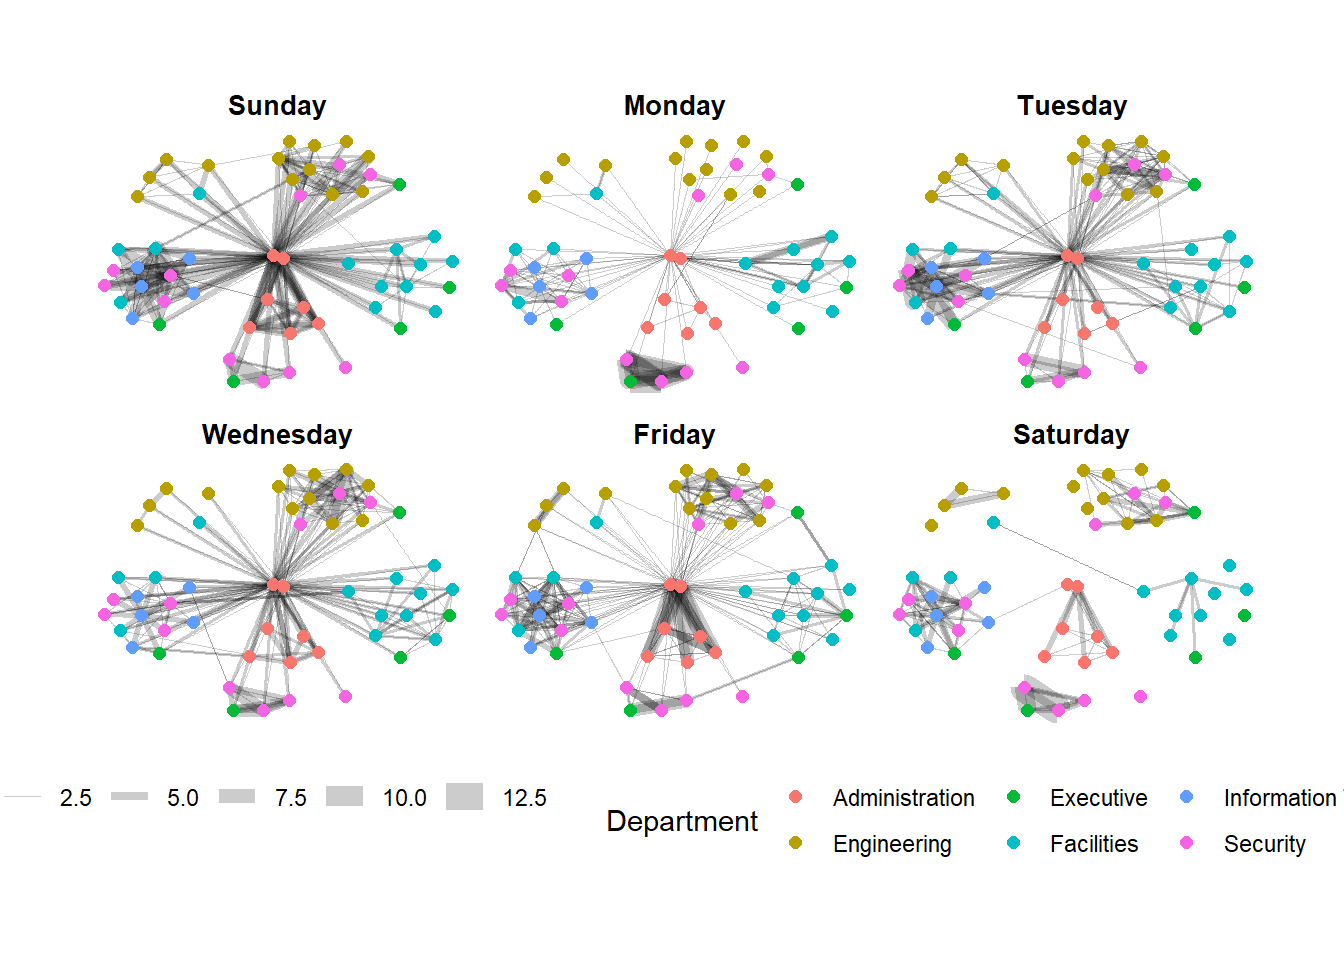 Sunday Monday Tuesday
Wednesday Friday Saturday
2.5 5.0 7.5 10.0 12.5
Department
Administration Executive Information
Engineering Facilities Security